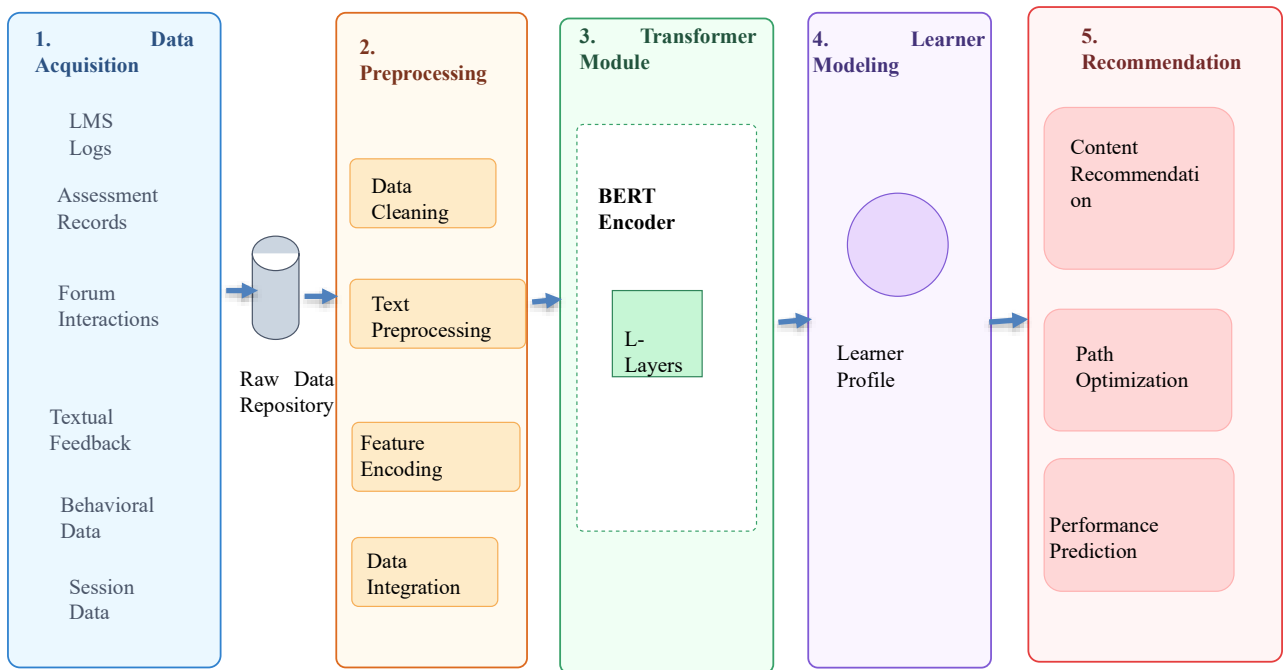 1. Data
Acquisition
LMS
Logs
Assessment
Records
Forum
Interactions
Textual
Feedback
Behavioral
Data
Session
Data
Raw Data
Repository
2.
Preprocessing
Data
Cleaning
Text
Preprocessing
Feature
Encoding
Data
Integration
3. Transformer
Module
BERT
Encoder
L-
Layers
4. Learner
Modeling
Learner
Profile
5.
Recommendation
Content
Recommendati
on
Path
Optimization
Performance
Prediction